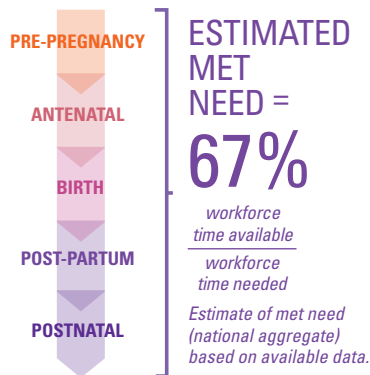 PRE-PREGNANCY
ANTENATAL
BIRTH
POST-PARTUM
POSTNATAL
ESTIMATED
MET
NEED =
67%
workforce
time available
workforce
time needed
Estimate of met need
(national aggregate)
based on available data.